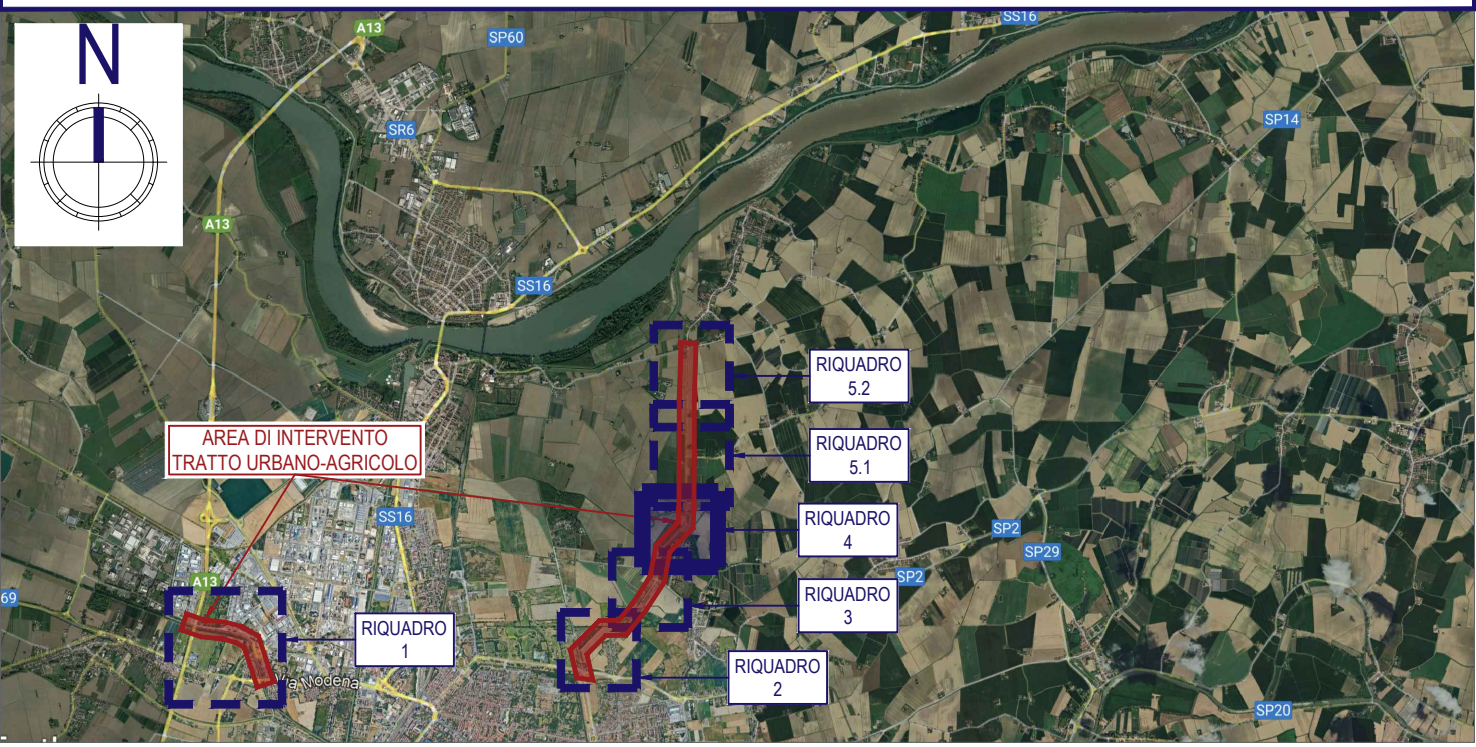 N
A13
SP60
SS16
SR6
SP14
A13
SS16
RIQUADRO
5.2
AREA DI INTERVENTO
TRATTO URBANO-AGRICOLO
RIQUADRO
5.1
SS16
RIQUADRO
4
SP2
SP29
A13
SP2
69
RIQUADRO
3
RIQUADRO
1
RIQUADRO
2
Via Modena
SP20